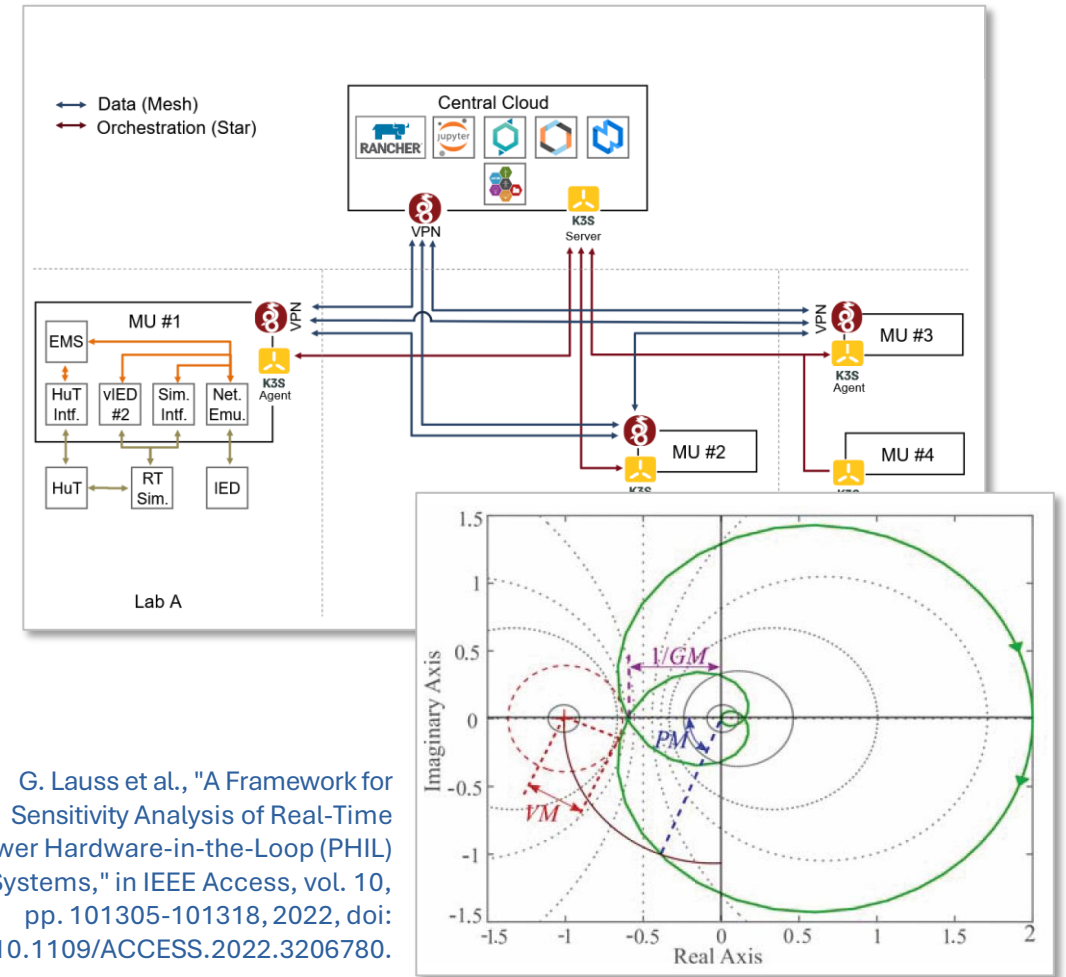 Data (Mesh)
Orchestration (Star)
Central Cloud
RANCHER
jupyter
VPN
K3S
Server
MU #1
VPN
EMS
K3S
Agent
HuT
Intf.
vIED
#2
Sim.
Intf.
Net.
Emu.
HuT
RT
Sim.
IED
Lab A
VPN
MU #3
K3S
Agent
MU #2
K3S
MU #4
K3S
1.5
1
0.5
0
-0.5
-1
-1.5
Imaginary Axis
1/GM
PM
VM
-1.5
-1
-0.5
0
0.5
1
1.5
2
Real Axis
G. Lauss et al., "A Framework for
Sensitivity Analysis of Real-Time
wer Hardware-in-the-Loop (PHIL)
Systems," in IEEE Access, vol. 10,
pp. 101305-101318, 2022, doi:
10.1109/ACCESS.2022.3206780.